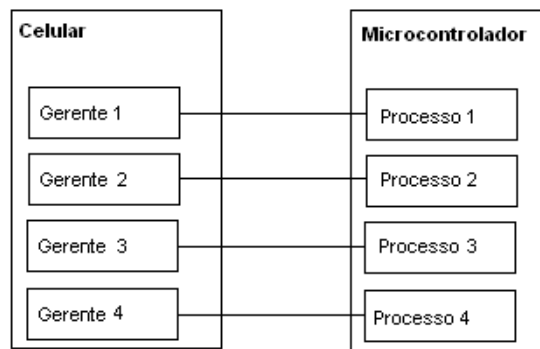 Celular
Microcontrolador
Gerente 1
Processo 1
Gerente 2
Processo 2
Gerente 3
Processo 3
Gerente 4
Processo 4